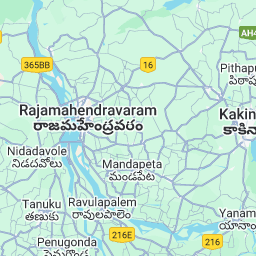 AH4
365BB
16
Pithapu
పిఠాపు
Rajamahendravaram
రాజమహేంద్రవరం
Kakin
కాకినా
Nidadavole
నిడదవోలు
Mandapeta
మండపేట
Tanuku
తణుకు
Ravulapalem
రావులపాలెం
Yanam
యానాం
216E
216
Penugonda
పెనుగొండ